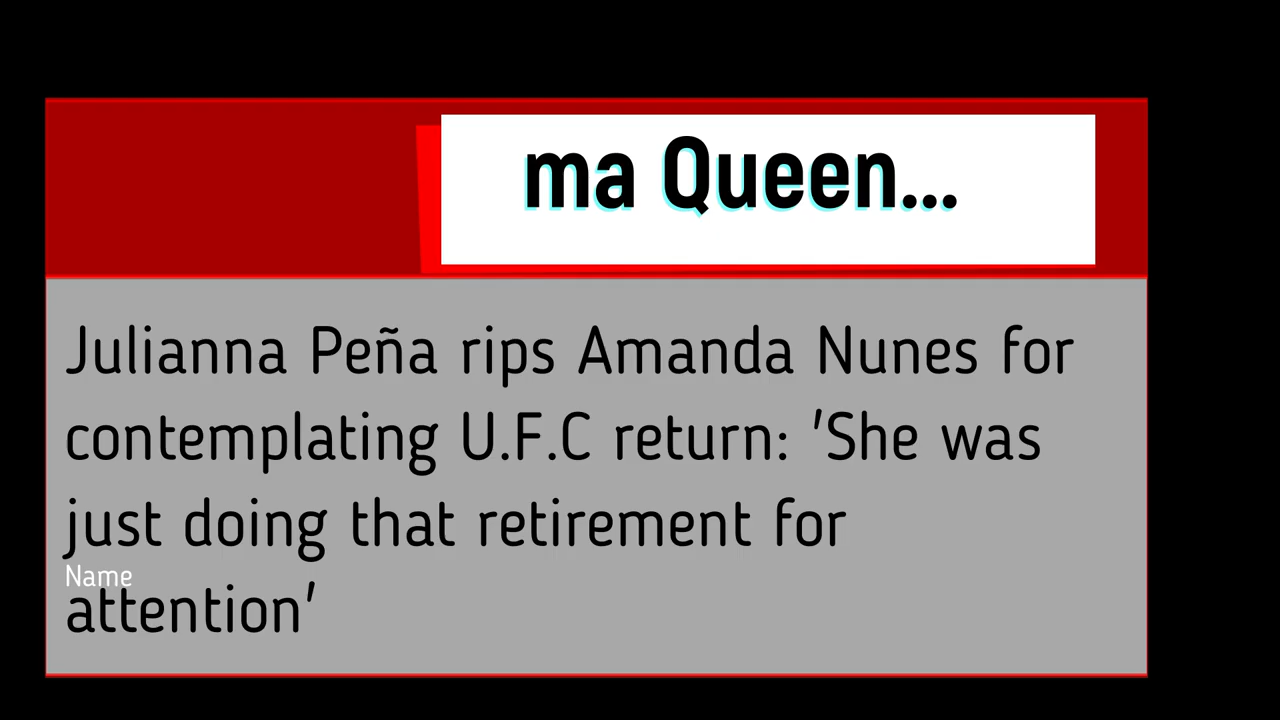 ma Queen...
Julianna Peña rips Amanda Nunes for
contemplating U.F.C return: 'She was
just doing that retirement for
Name
attention'